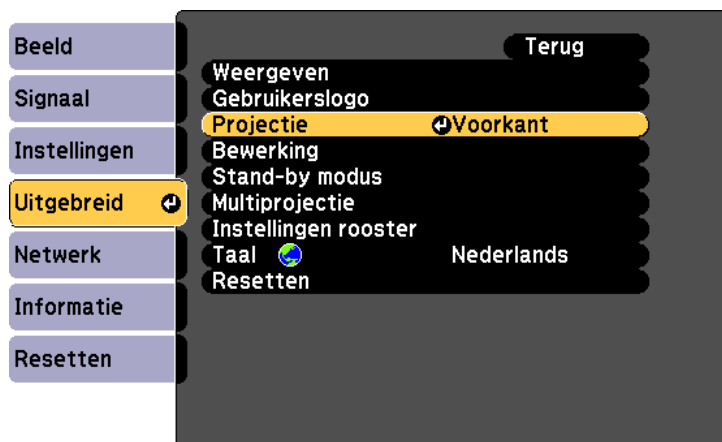 Beeld
Signaal
Instellingen
Uitgebreid
Netwerk
Informatie
Resetten
Terug
Weergeven
Gebruikerslogo
Projectie Voorkant
Bewerking
Stand-by modus
Multiprojectie
Instellingen rooster
Taal Nederlands
Resetten